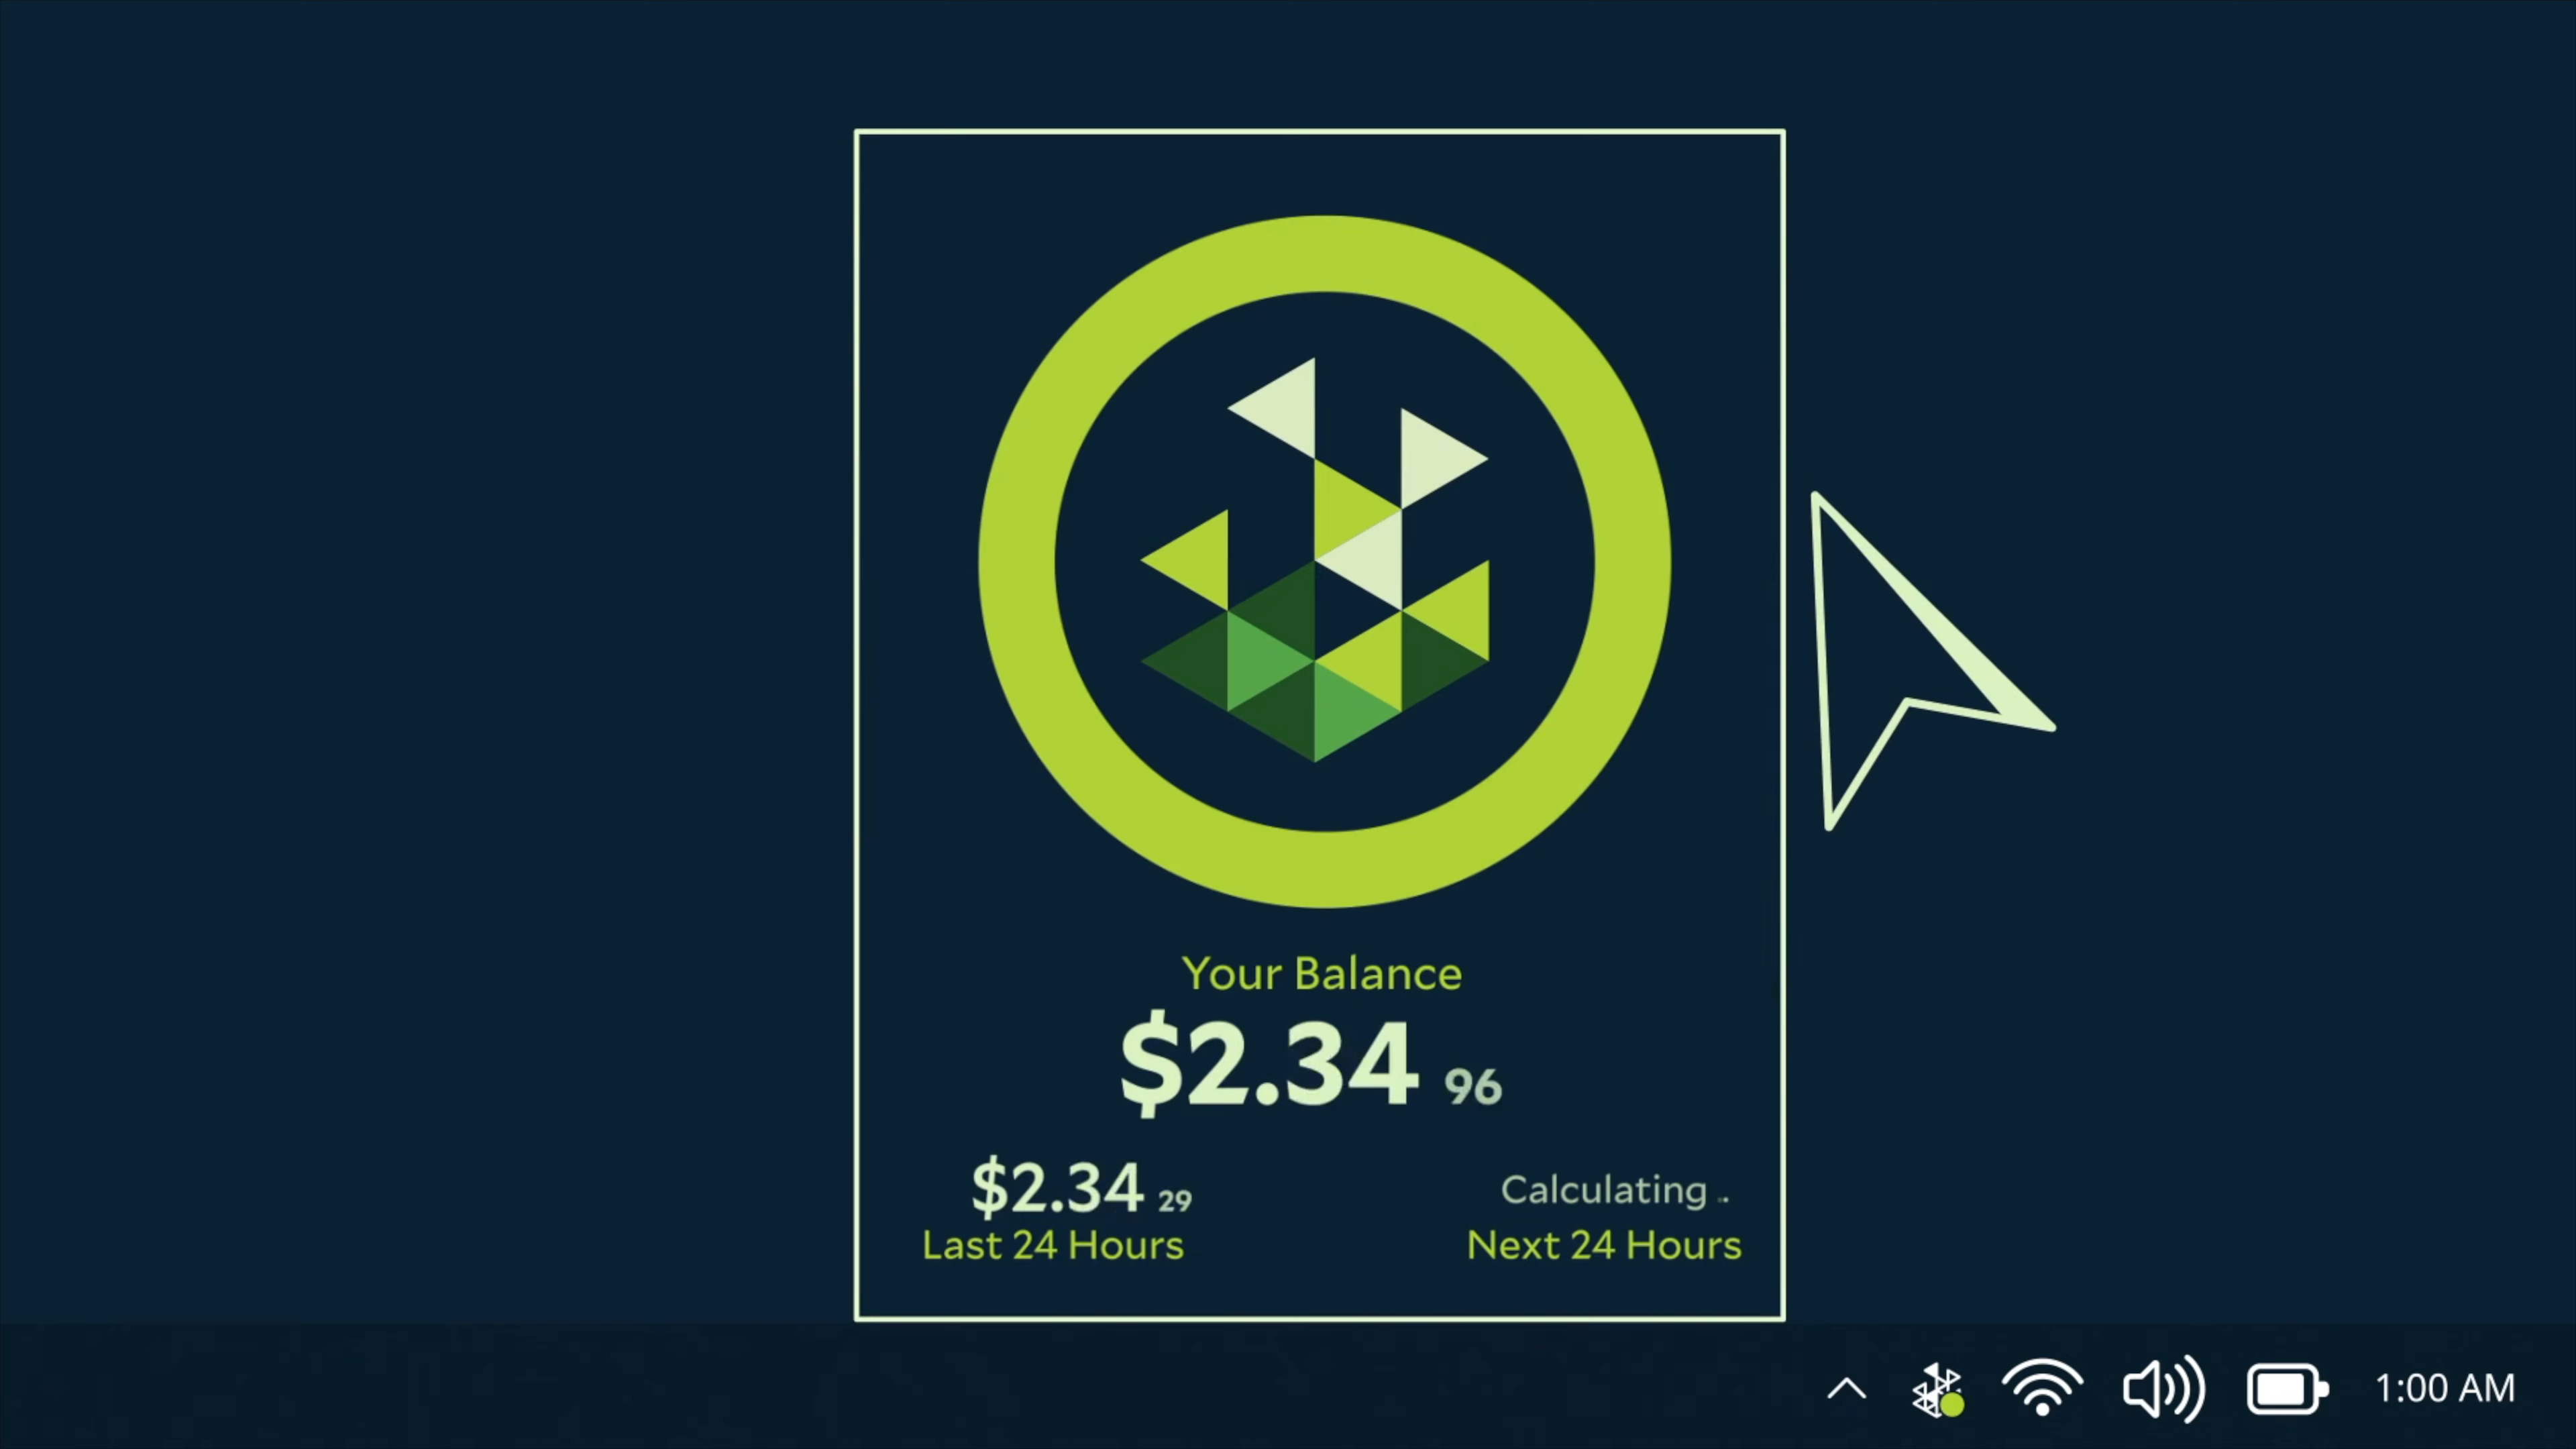 Your Balance
$2.34 96
$2.34 29
Last 24 Hours
Calculating ..
Next 24 Hours
1:00 AM